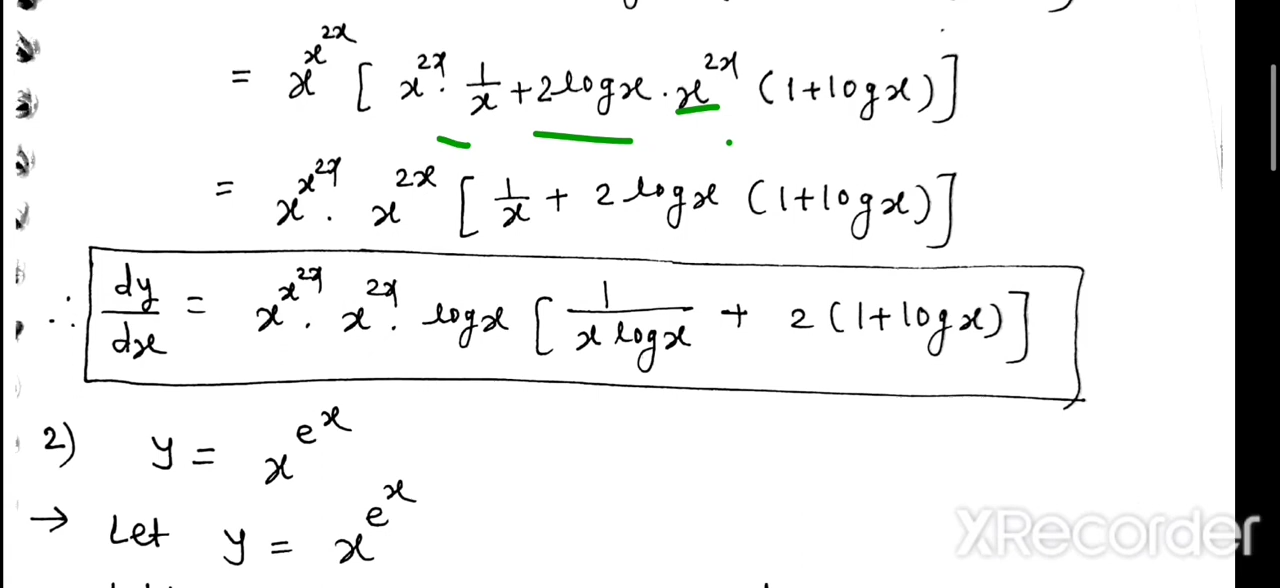 = x^{x^{2x}} [ x^{2x} · 1/x + 2 log x · x^{2x} (1 + log x) ]
= x^{x^{2x}} · x^{2x} [ 1/x + 2 log x (1 + log x) ]
∴ dy/dx = x^{x^{2x}} · x^{2x} · log x [ 1/(x log x) + 2 (1 + log x) ]
2) y = x^{e^x}
→ Let y = x^{e^x}
XRecorder